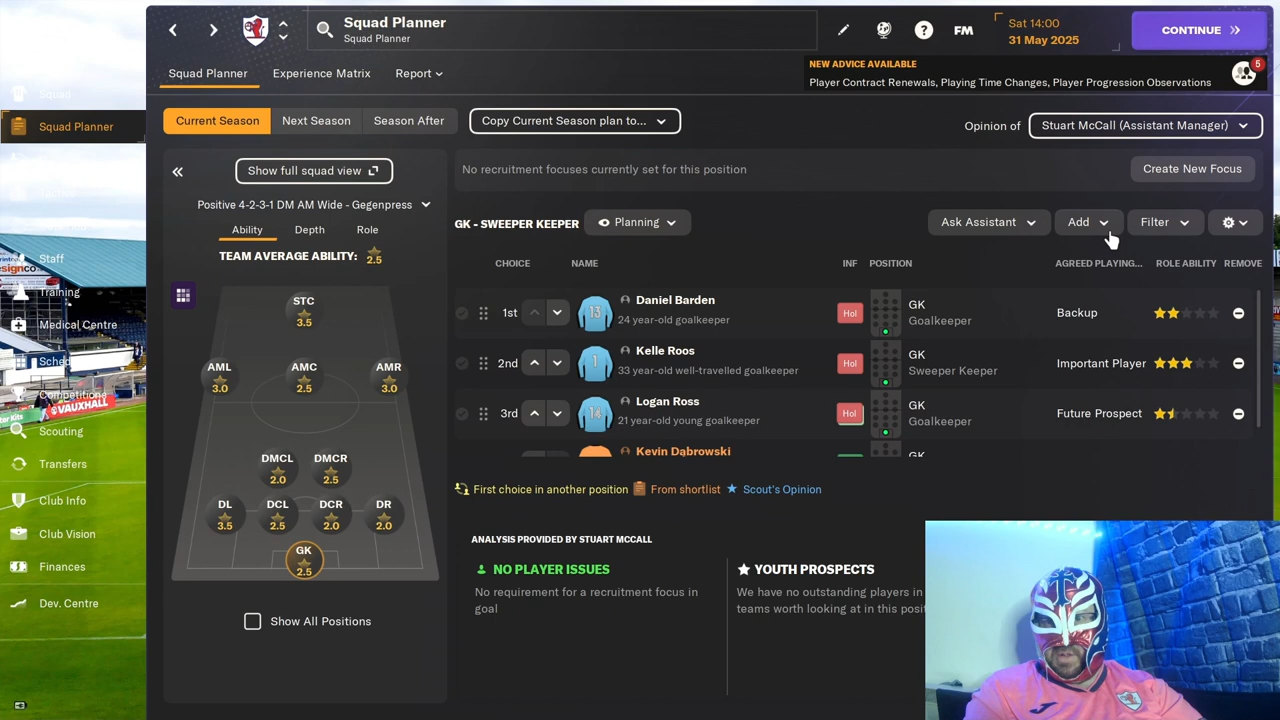 Squad Planner
Squad Planner
FM
Sat 14:00
31 May 2025
CONTINUE
Squad Planner
Experience Matrix
Report
NEW ADVICE AVAILABLE
Player Contract Renewals, Playing Time Changes, Player Progression Observations
5
Squad
Squad Planner
Staff
Training
Medical Centre
Sched
Competitions
Scouting
Transfers
Club Info
Club Vision
Finances
Dev. Centre
VAUXHALL
Current Season
Next Season
Season After
Copy Current Season plan to...
Opinion of
Stuart McCall (Assistant Manager)
Show full squad view
Positive 4-2-3-1 DM AM Wide - Gegenpress
Ability
Depth
Role
TEAM AVERAGE ABILITY:
2.5
STC
3.5
AML
3.0
AMC
2.5
AMR
3.0
DMCL
2.0
DMCR
2.5
DL
3.5
DCL
2.5
DCR
2.0
DR
2.0
GK
2.5
Show All Positions
No recruitment focuses currently set for this position
Create New Focus
GK - SWEEPER KEEPER
Planning
Ask Assistant
Add
Filter
CHOICE
NAME
INF
POSITION
AGREED PLAYING...
ROLE ABILITY
REMOVE
1st
13
Daniel Barden
24 year-old goalkeeper
Hol
GK
Goalkeeper
Backup
2nd
1
Kelle Roos
33 year-old well-travelled goalkeeper
Hol
GK
Sweeper Keeper
Important Player
3rd
14
Logan Ross
21 year-old young goalkeeper
Hol
GK
Goalkeeper
Future Prospect
Kevin Dąbrowski
GK
First choice in another position
From shortlist
Scout's Opinion
ANALYSIS PROVIDED BY STUART MCCALL
NO PLAYER ISSUES
No requirement for a recruitment focus in
goal
YOUTH PROSPECTS
We have no outstanding players in
teams worth looking at in this posit